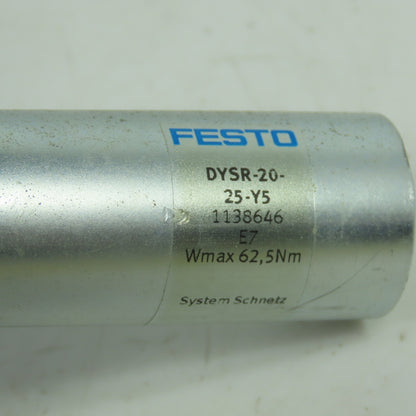 FESTO
DYSR-20-
25-Y5
1138646
E7
Wmax 62,5Nm
System Schnetz